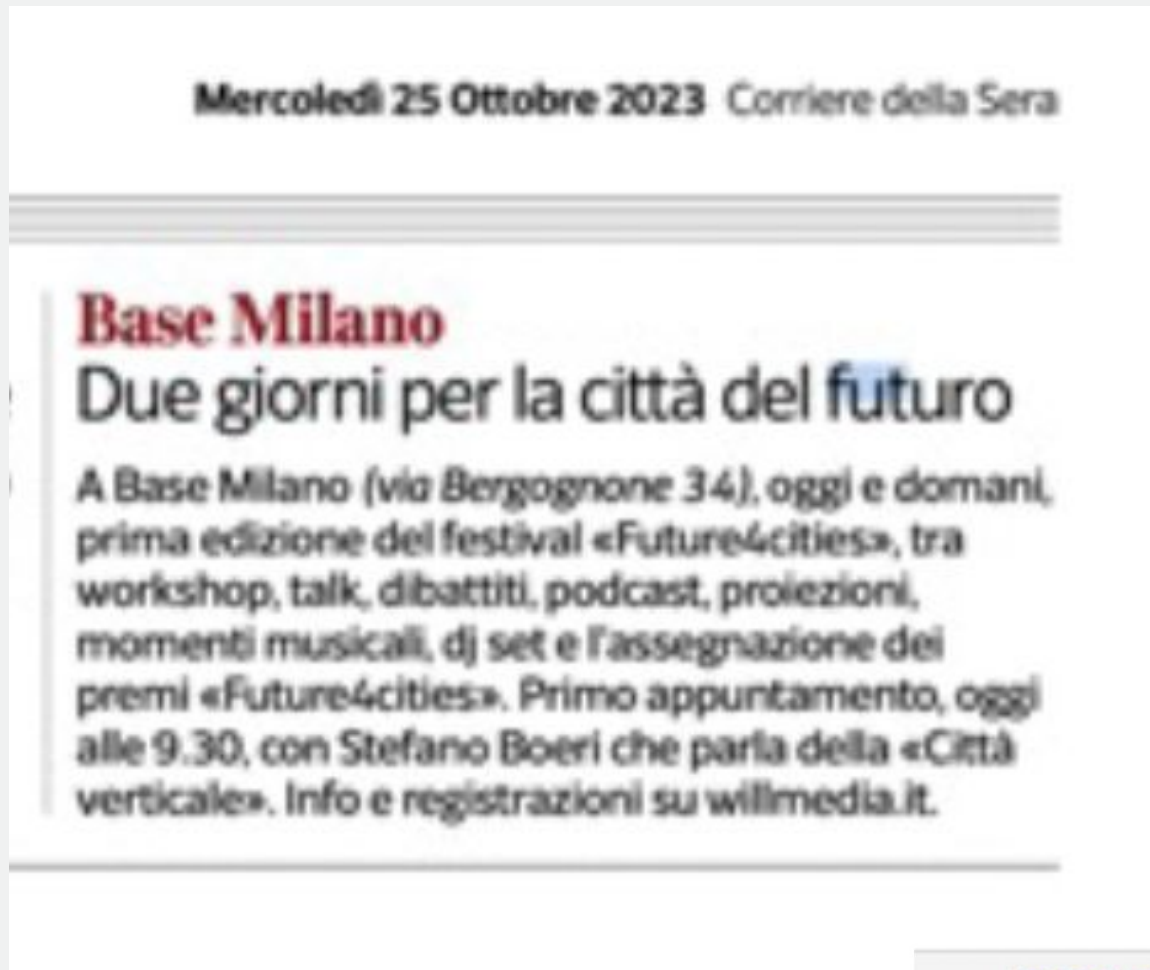 Mercoledì 25 Ottobre 2023 Corriere della Sera
Base Milano
Due giorni per la città del futuro
A Base Milano (via Bergognone 34), oggi e domani,
prima edizione del festival «Future4cities», tra
workshop, talk, dibattiti, podcast, proiezioni,
momenti musicali, dj set e l'assegnazione dei
premi «Future4cities». Primo appuntamento, oggi
alle 9.30, con Stefano Boeri che parla della «Città
verticale». Info e registrazioni su willmedia.it.